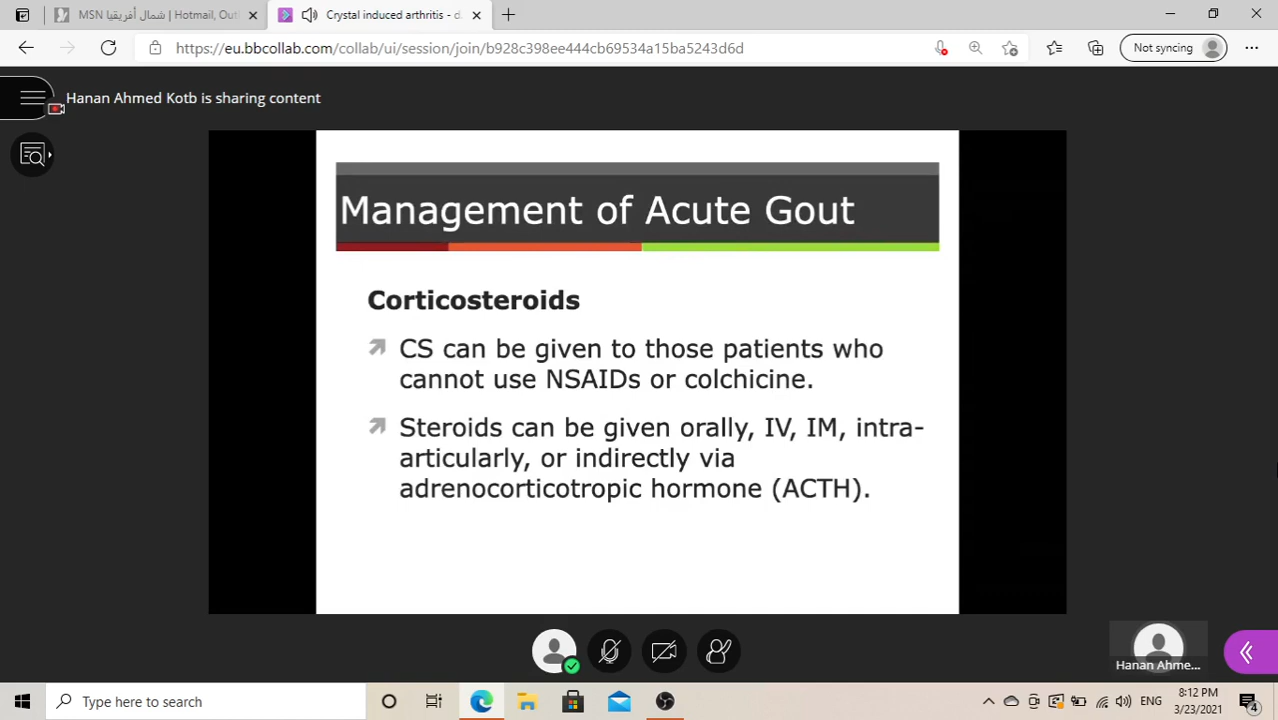 MSN شمال أفريقيا | Hotmail, Outl
Crystal induced arthritis - d
https://eu.bbcollab.com/collab/ui/session/join/b928c398ee444cb69534a15ba5243d6d
Not syncing
Hanan Ahmed Kotb is sharing content
Management of Acute Gout
Corticosteroids
CS can be given to those patients who
cannot use NSAIDs or colchicine.
Steroids can be given orally, IV, IM, intra-
articularly, or indirectly via
adrenocorticotropic hormone (ACTH).
Hanan Ahme...
Type here to search
ENG
8:12 PM
3/23/2021
4